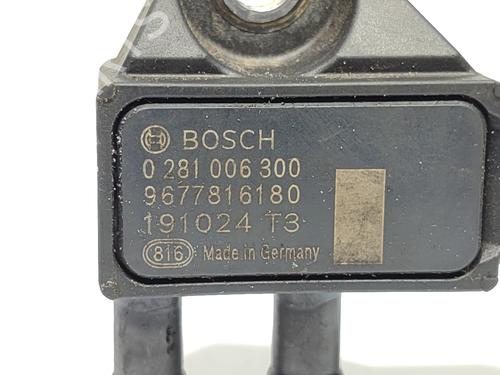 BOSCH
0 281 006 300
9677816180
191024 T3
816 Made in Germany